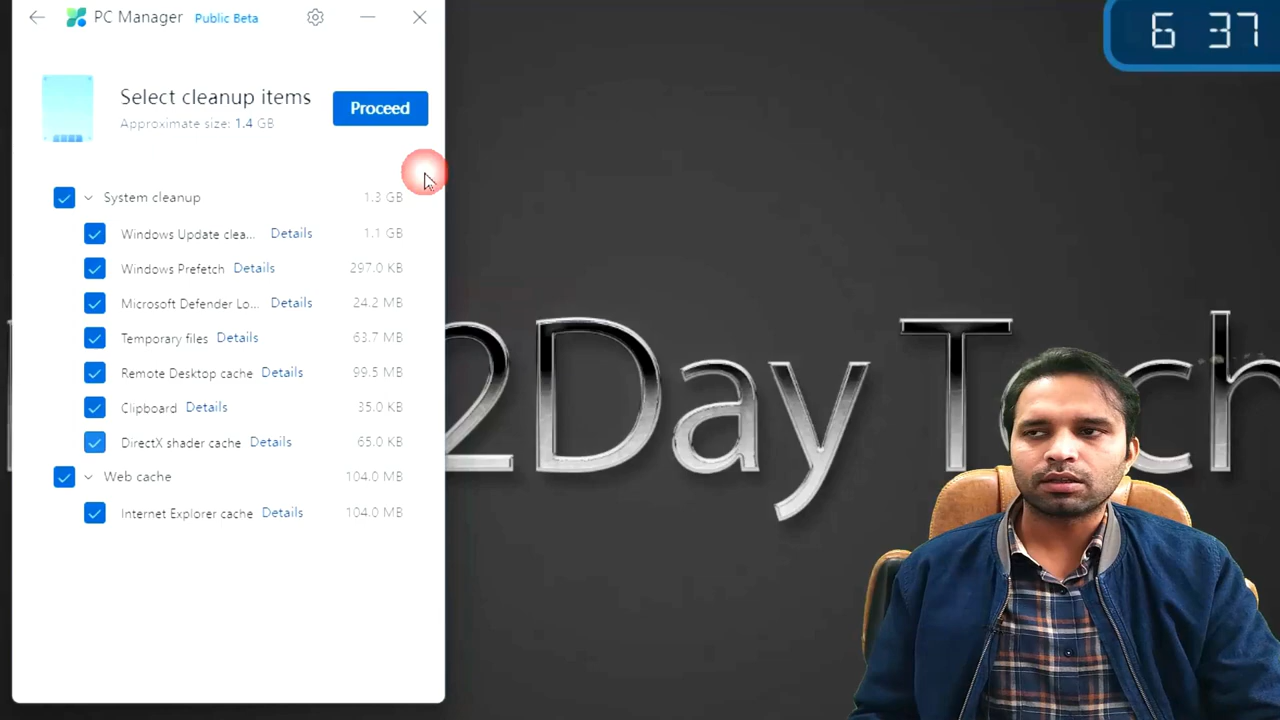 PC Manager Public Beta
6 37
Select cleanup items
Proceed
Approximate size: 1.4 GB
System cleanup 1.3 GB
Windows Update clea... Details 1.1 GB
Windows Prefetch Details 297.0 KB
Microsoft Defender Lo... Details 24.2 MB
Temporary files Details 63.7 MB
Remote Desktop cache Details 99.5 MB
Clipboard Details 35.0 KB
DirectX shader cache Details 65.0 KB
Web cache 104.0 MB
Internet Explorer cache Details 104.0 MB
2Day Tech